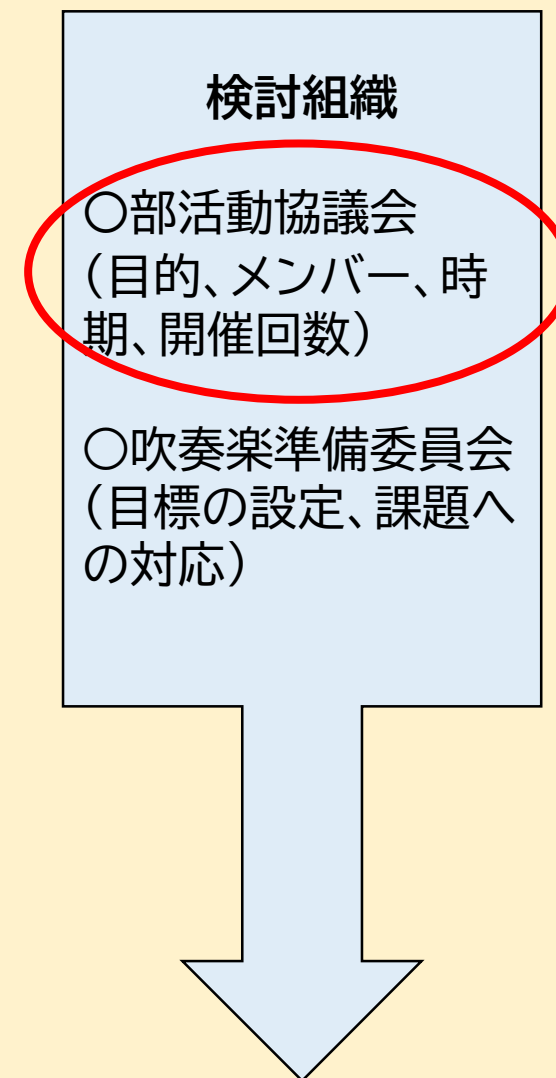 検討組織
〇部活動協議会
（目的、メンバー、時
期、開催回数）
〇吹奏楽準備委員会
（目標の設定、課題へ
の対応）